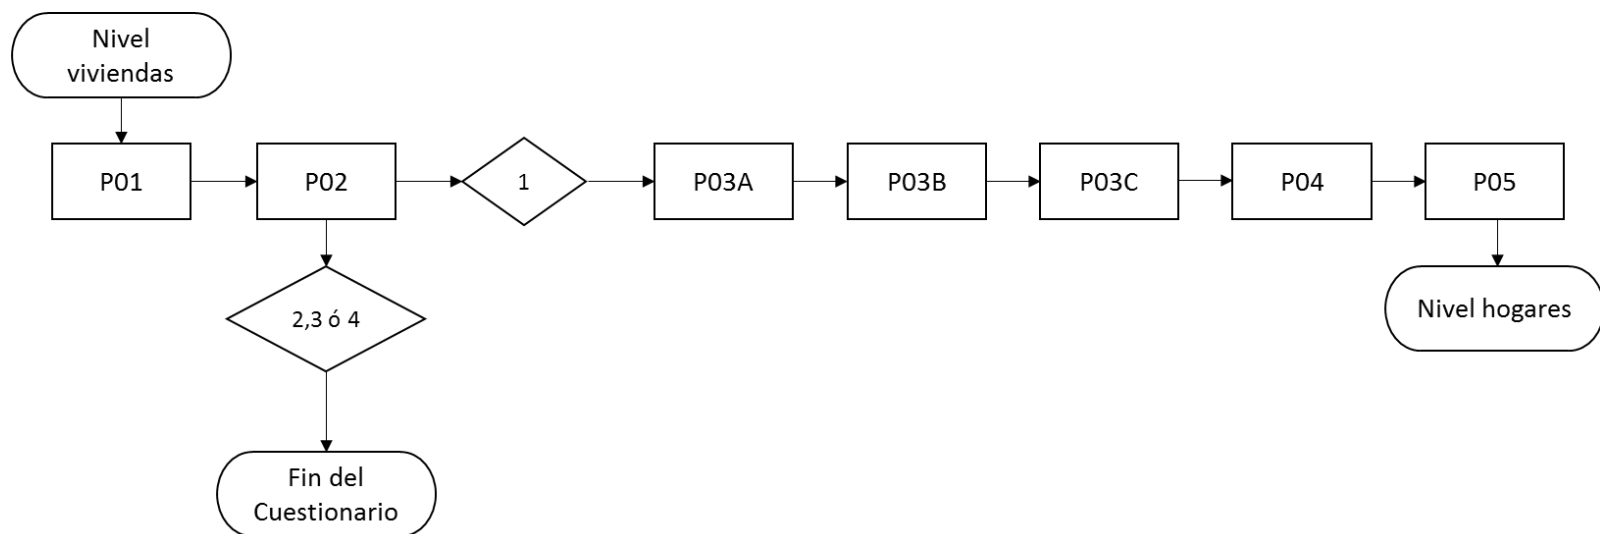 Nivel
viviendas
P01
P02
1
P03A
P03B
P03C
P04
P05
2,3 ó 4
Nivel hogares
Fin del
Cuestionario